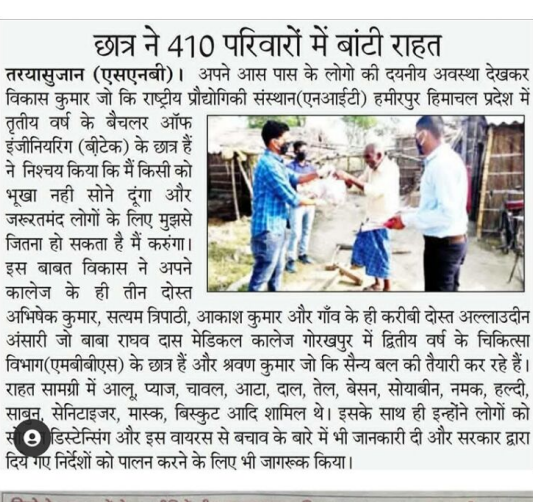 छात्र ने 410 परिवारों में बांटी राहत
तरयासुजान (एसएनबी)। अपने आस पास के लोगो की दयनीय अवस्था देखकर
विकास कुमार जो कि राष्ट्रीय प्रौद्योगिकी संस्थान(एनआईटी) हमीरपुर हिमाचल प्रदेश में
तृतीय वर्ष के बैचलर ऑफ
इंजीनियरिंग (बीटेक) के छात्र हैं
ने निश्चय किया कि मैं किसी को
भूखा नही सोने दूंगा और
जरूरतमंद लोगों के लिए मुझसे
जितना हो सकता है मैं करुंगा।
इस बाबत विकास ने अपने
कालेज के ही तीन दोस्त
अभिषेक कुमार, सत्यम त्रिपाठी, आकाश कुमार और गाँव के ही करीबी दोस्त अल्लाउदीन
अंसारी जो बाबा राघव दास मेडिकल कालेज गोरखपुर में द्वितीय वर्ष के चिकित्सा
विभाग(एमबीबीएस) के छात्र हैं और श्रवण कुमार जो कि सैन्य बल की तैयारी कर रहे हैं।
राहत सामग्री में आलू, प्याज, चावल, आटा, दाल, तेल, बेसन, सोयाबीन, नमक, हल्दी,
साबुन, सेनिटाइजर, मास्क, बिस्कुट आदि शामिल थे। इसके साथ ही इन्होंने लोगों को
डिस्टेन्सिंग और इस वायरस से बचाव के बारे में भी जानकारी दी और सरकार द्वारा
दिये गए निर्देशों को पालन करने के लिए भी जागरूक किया।